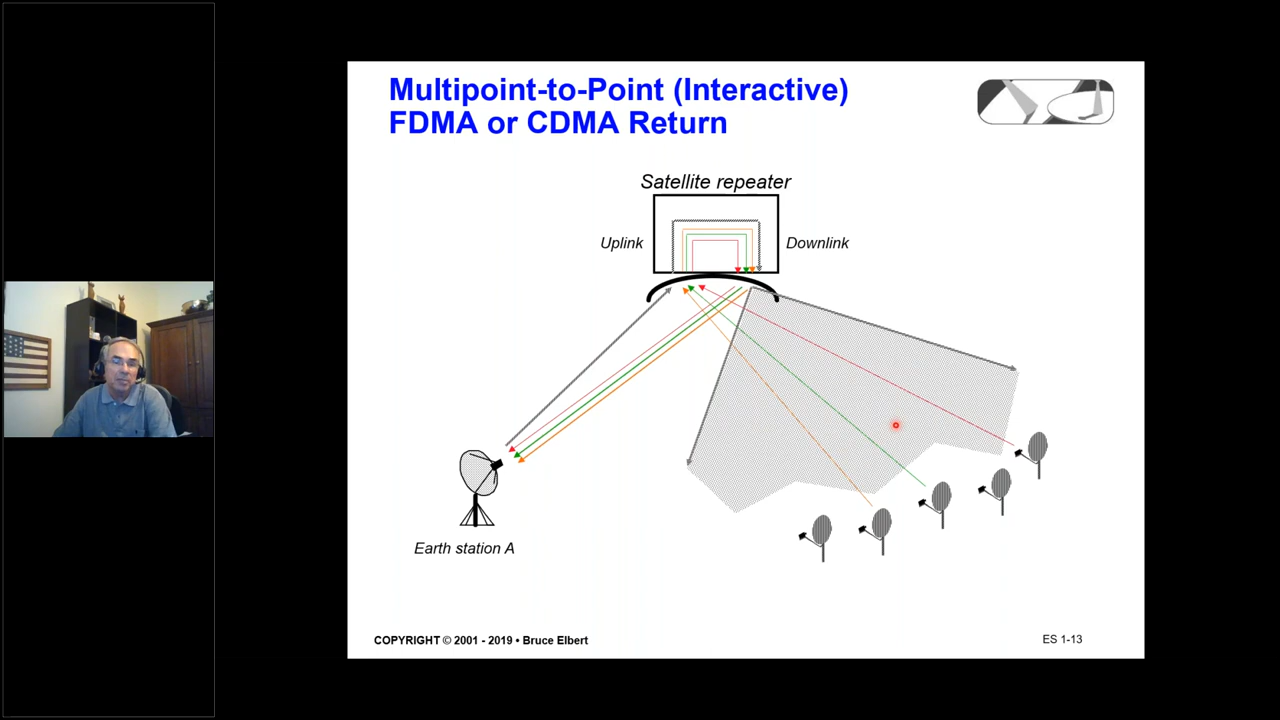 Multipoint-to-Point (Interactive)
FDMA or CDMA Return
Satellite repeater
Uplink
Downlink
Earth station A
COPYRIGHT © 2001 - 2019 • Bruce Elbert
ES 1-13